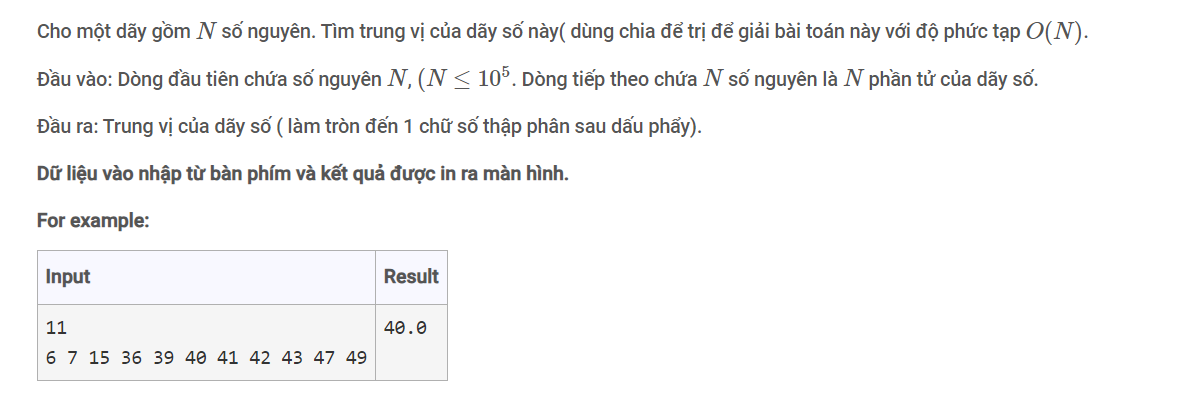 Cho một dãy gồm N số nguyên. Tìm trung vị của dãy số này( dùng chia để trị để giải bài toán này với độ phức tạp O(N).
Đầu vào: Dòng đầu tiên chứa số nguyên N, (N ≤ 10⁵. Dòng tiếp theo chứa N số nguyên là N phần tử của dãy số.
Đầu ra: Trung vị của dãy số ( làm tròn đến 1 chữ số thập phân sau dấu phẩy).
Dữ liệu vào nhập từ bàn phím và kết quả được in ra màn hình.
For example:
Input Result
11 40.0
6 7 15 36 39 40 41 42 43 47 49